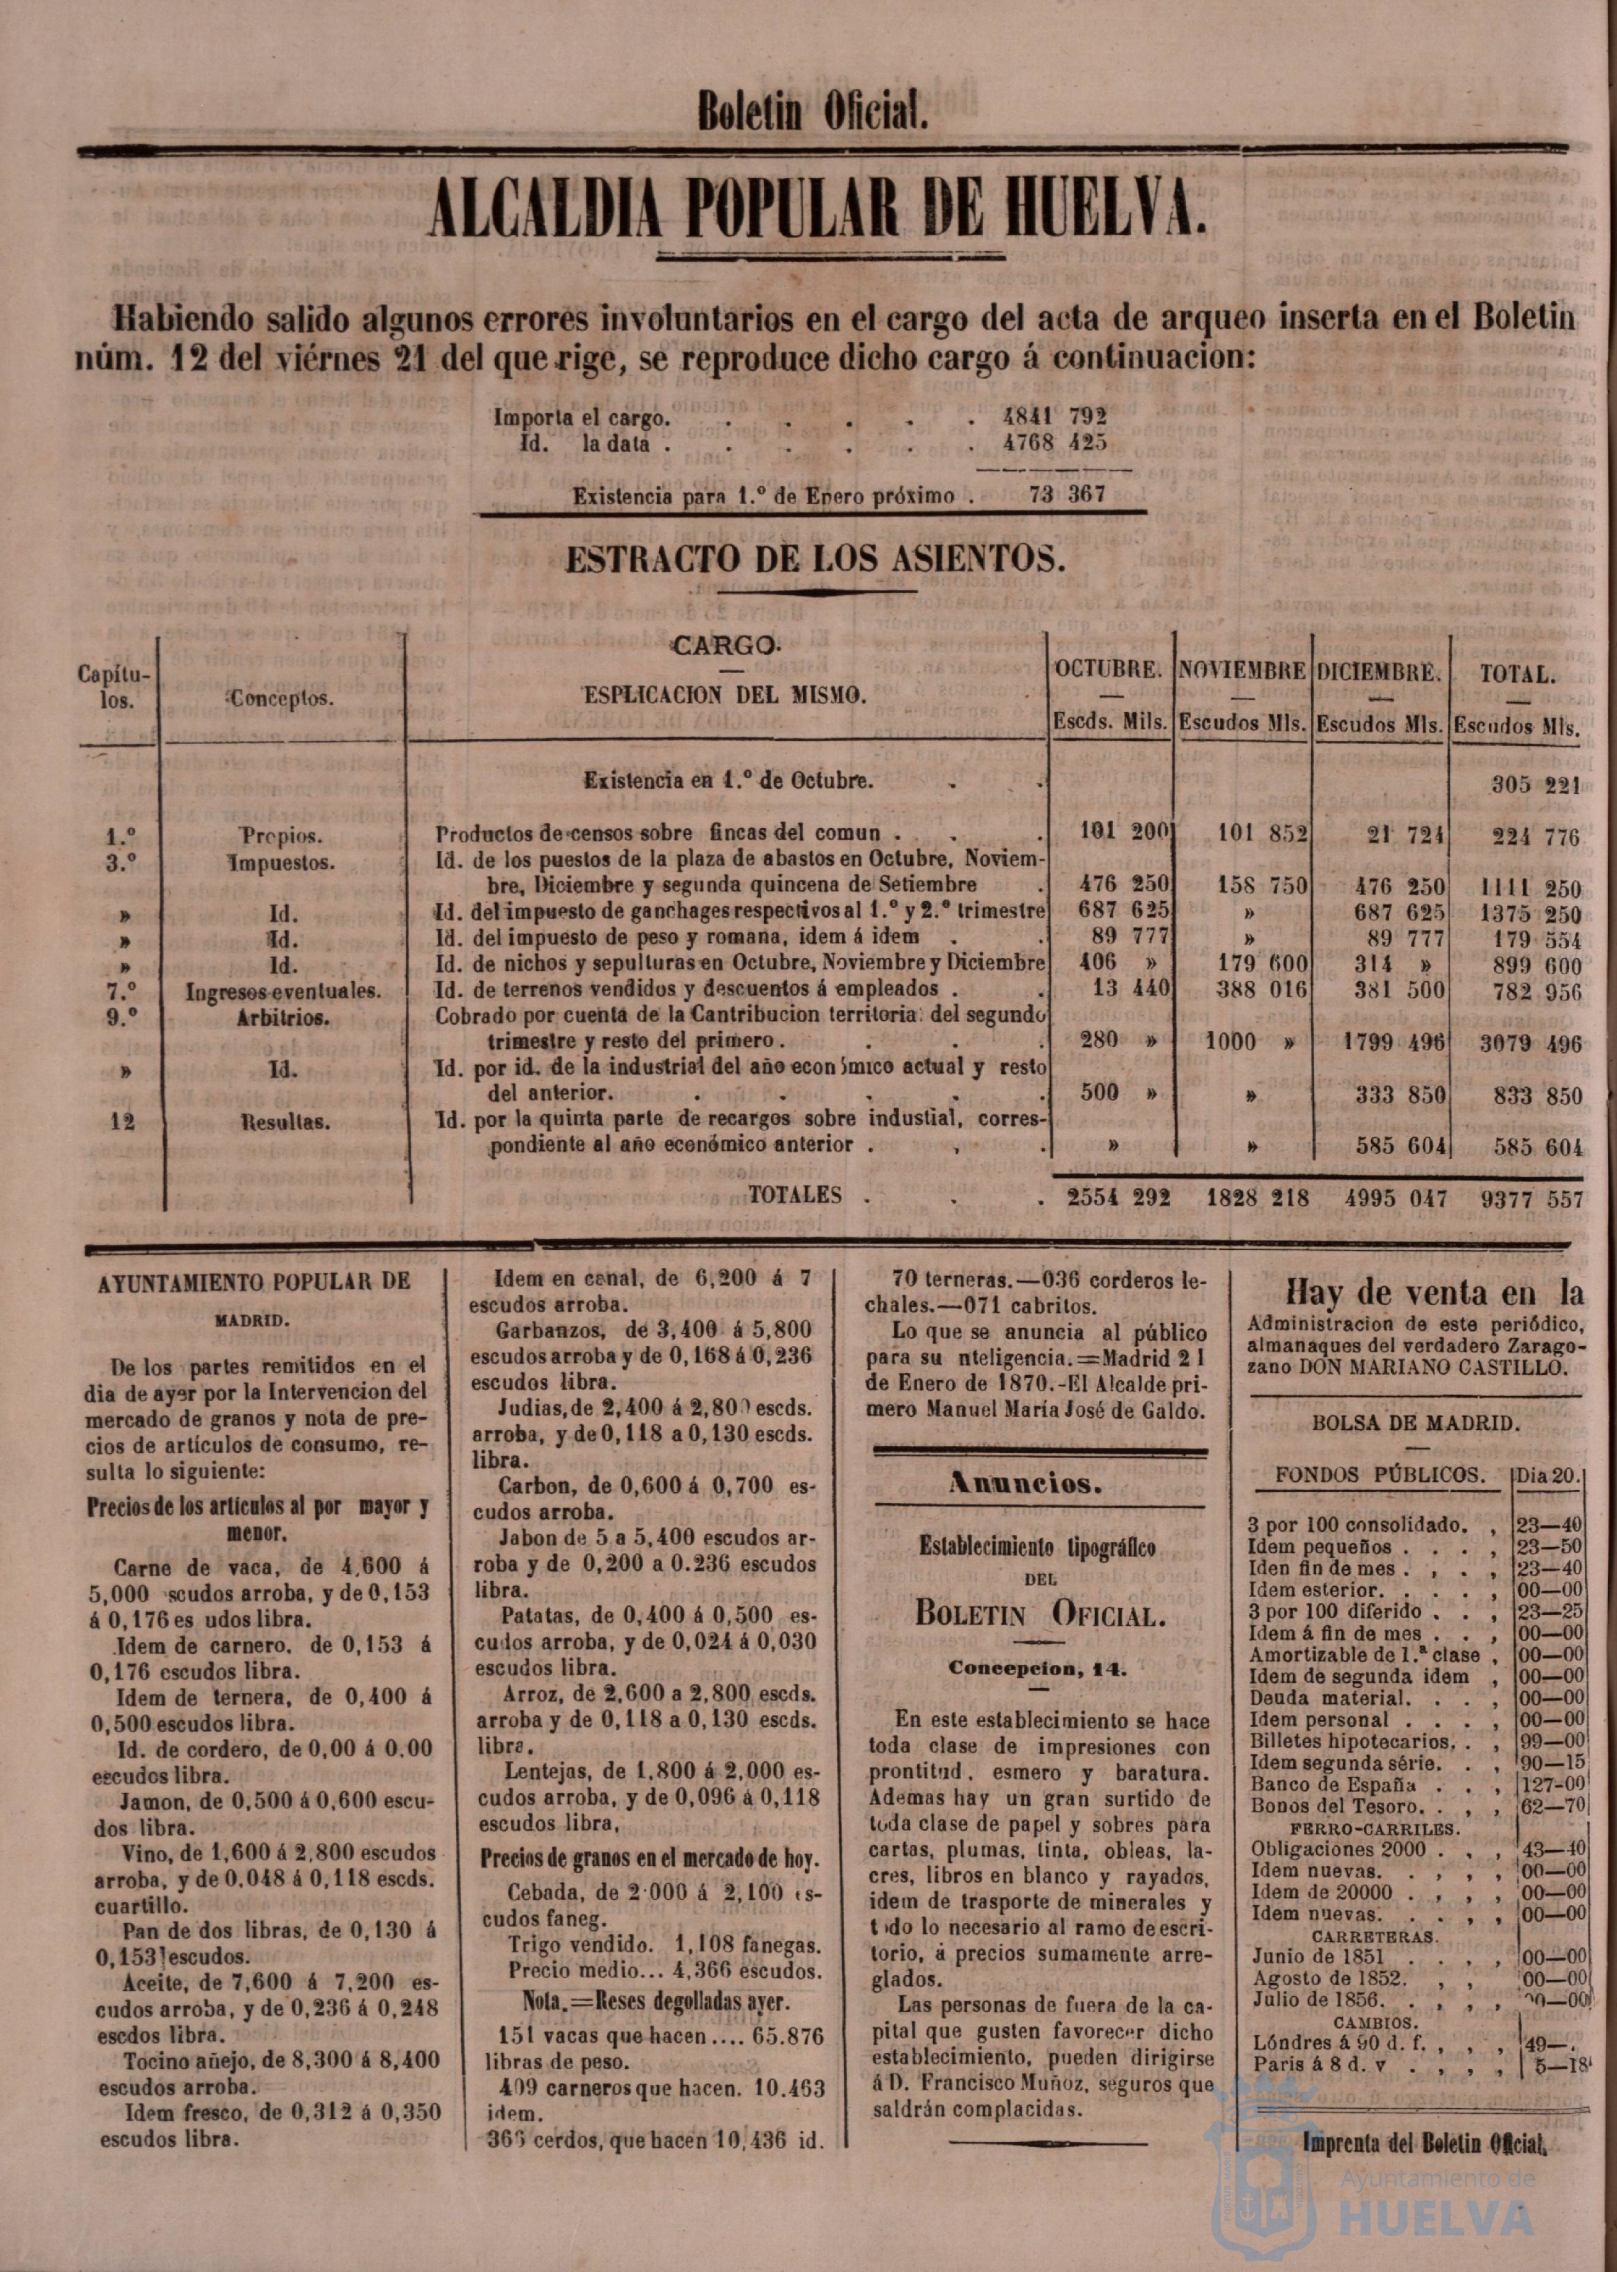 Boletin Oficial.
ALCALDIA POPULAR DE HUELVA.
Habiendo salido algunos errores involuntarios en el cargo del acta de arqueo inserta en el Boletin
núm. 12 del viérnes 21 del que rige, se reproduce dicho cargo á continuacion:
Importa el cargo. . . . . . 4841 792
Id. la data . . . . . . 4768 425
Existencia para 1.º de Enero próximo . 73 367
ESTRACTO DE LOS ASIENTOS.
Capítu-
los.
Conceptos.
CARGO.
ESPLICACION DEL MISMO.
OCTUBRE. NOVIEMBRE DICIEMBRE. TOTAL.
Escds. Mils. Escudos Mls. Escudos Mls. Escudos Mls.
Existencia en 1.º de Octubre. . . 305 221
1.º Propios. Productos de censos sobre fincas del comun . . . 101 200 101 852 21 724 224 776
3.º Impuestos. Id. de los puestos de la plaza de abastos en Octubre, Noviem-
bre, Diciembre y segunda quincena de Setiembre . 476 250 158 750 476 250 1111 250
» Id. Id. del impuesto de ganchages respectivos al 1.º y 2.º trimestre 687 625 » 687 625 1375 250
» Id. Id. del impuesto de peso y romana, idem á idem . . 89 777 » 89 777 179 554
» Id. Id. de nichos y sepulturas en Octubre, Noviembre y Diciembre 406 » 179 600 314 » 899 600
7.º Ingresos eventuales. Id. de terrenos vendidos y descuentos á empleados . . 13 440 388 016 381 500 782 956
9.º Arbitrios. Cobrado por cuenta de la Cantribucion territoria: del segundo
trimestre y resto del primero . . . . 280 » 1000 » 1799 496 3079 496
» Id. Id. por id. de la industrial del año económico actual y resto
del anterior. . . . . . 500 » » 333 850 833 850
12 Resultas. Id. por la quinta parte de recargos sobre industial, corres-
pondiente al año económico anterior . . . » » 585 604 585 604
TOTALES . . . 2554 292 1828 218 4995 047 9377 557
AYUNTAMIENTO POPULAR DE
MADRID.
De los partes remitidos en el
dia de ayer por la Intervencion del
mercado de granos y nota de pre-
cios de artículos de consumo, re-
sulta lo siguiente:
Precios de los artículos al por mayor y
menor.
Carne de vaca, de 4,600 á
5,000 scudos arroba, y de 0,153
á 0,176 es udos libra.
Idem de carnero. de 0,153 á
0,176 escudos libra.
Idem de ternera, de 0,400 á
0,500 escudos libra.
Id. de cordero, de 0,00 á 0.00
escudos libra.
Jamon, de 0,500 á 0,600 escu-
dos libra.
Vino, de 1,600 á 2,800 escudos
arroba, y de 0.048 á 0,118 escds.
cuartillo.
Pan de dos libras, de 0,130 á
0,153 escudos.
Aceite, de 7,600 á 7,200 es-
cudos arroba, y de 0,236 á 0,248
escdos libra.
Tocino añejo, de 8,300 á 8,400
escudos arroba.
Idem fresco, de 0,312 á 0,350
escudos libra.
Idem en canal, de 6,200 á 7
escudos arroba.
Garbanzos, de 3,400 á 5,800
escudos arroba y de 0,168 á 0,236
escudos libra.
Judias, de 2,400 á 2,800 escds.
arroba, y de 0,118 a 0,130 escds.
libra.
Carbon, de 0,600 á 0,700 es-
cudos arroba.
Jabon de 5 a 5,400 escudos ar-
roba y de 0,200 a 0.236 escudos
libra.
Patatas, de 0,400 á 0,500 es-
cudos arroba, y de 0,024 á 0,030
escudos libra.
Arroz, de 2,600 a 2,800 escds.
arroba y de 0,118 a 0,130 escds.
libra.
Lentejas, de 1.800 á 2,000 es-
cudos arroba, y de 0,096 á 0,118
escudos libra,
Precios de granos en el mercado de hoy.
Cebada, de 2·000 á 2,100 es-
cudos faneg.
Trigo vendido. 1,108 fanegas.
Precio medio... 4,366 escudos.
Nota.=Reses degolladas ayer.
151 vacas que hacen .... 65.876
libras de peso.
409 carneros que hacen. 10.463
idem.
365 cerdos, que hacen 10,436 id.
70 terneras.—036 corderos le-
chales.—071 cabritos.
Lo que se anuncia al público
para su nteligencia.=Madrid 21
de Enero de 1870.-El Alcalde pri-
mero Manuel María José de Galdo.
Anuncios.
Establecimiento tipográfico
DEL
BOLETIN OFICIAL.
Concepcion, 14.
En este establecimiento se hace
toda clase de impresiones con
prontitud, esmero y baratura.
Ademas hay un gran surtido de
toda clase de papel y sobres para
cartas, plumas, tinta, obleas, la-
cres, libros en blanco y rayados,
idem de trasporte de minerales y
todo lo necesario al ramo de escri-
torio, á precios sumamente arre-
glados.
Las personas de fuera de la ca-
pital que gusten favorecer dicho
establecimiento, pueden dirigirse
á D. Francisco Muñoz, seguros que
saldrán complacidas.
Hay de venta en la
Administracion de este periódico,
almanaques del verdadero Zarago-
zano DON MARIANO CASTILLO.
BOLSA DE MADRID.
FONDOS PÚBLICOS. Dia 20.
3 por 100 consolidado. , 23—40
Idem pequeños . . . , 23—50
Iden fin de mes . , . , 23—40
Idem esterior. . . . , 00—00
3 por 100 diferido . . , 23—25
Idem á fin de mes . . , 00—00
Amortizable de 1.ª clase , 00—00
Idem de segunda idem , 00—00
Deuda material. . . , 00—00
Idem personal . . . , 00—00
Billetes hipotecarios. . , 99—00
Idem segunda série. . , 90—15
Banco de España . . , 127-00
Bonos del Tesoro. . , , 62—70
FERRO-CARRILES.
Obligaciones 2000 . . , 43—40
Idem nuevas. . , , , 00—00
Idem de 20000 . , , , 00—00
Idem nuevas. . . , , 00—00
CARRETERAS.
Junio de 1851 . . , , 00—00
Agosto de 1852. , , 00—00
Julio de 1856. . , , , 00—00
CAMBIOS.
Lóndres á 90 d. f. , , , 49—.
Paris á 8 d. v . , , , 5—18
Imprenta del Boletin Oficial.
Ayuntamiento de
HUELVA